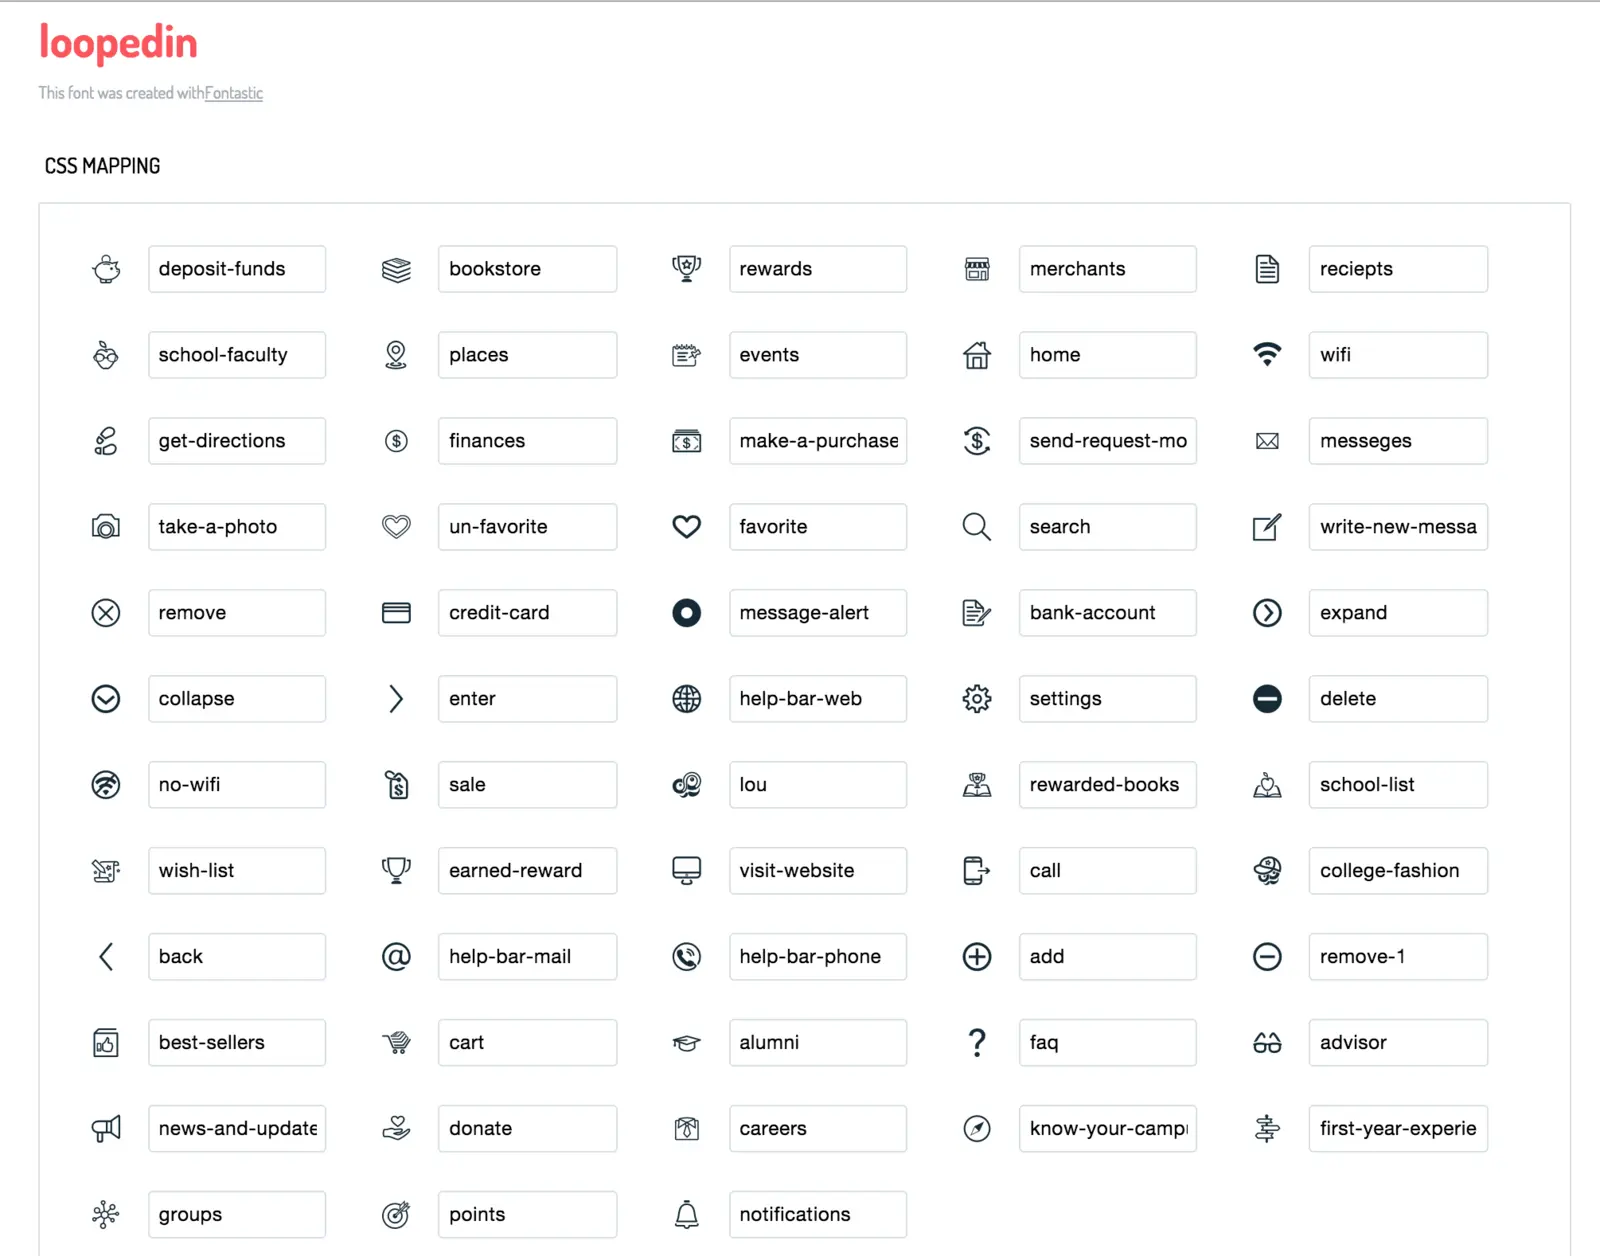 loopedin
This font was created withFontastic
CSS MAPPING
deposit-funds bookstore rewards merchants reciepts
school-faculty places events home wifi
get-directions finances make-a-purchase send-request-mo messeges
take-a-photo un-favorite favorite search write-new-messa
remove credit-card message-alert bank-account expand
collapse enter help-bar-web settings delete
no-wifi sale lou rewarded-books school-list
wish-list earned-reward visit-website call college-fashion
back help-bar-mail help-bar-phone add remove-1
best-sellers cart alumni faq advisor
news-and-update donate careers know-your-camp first-year-experie
groups points notifications